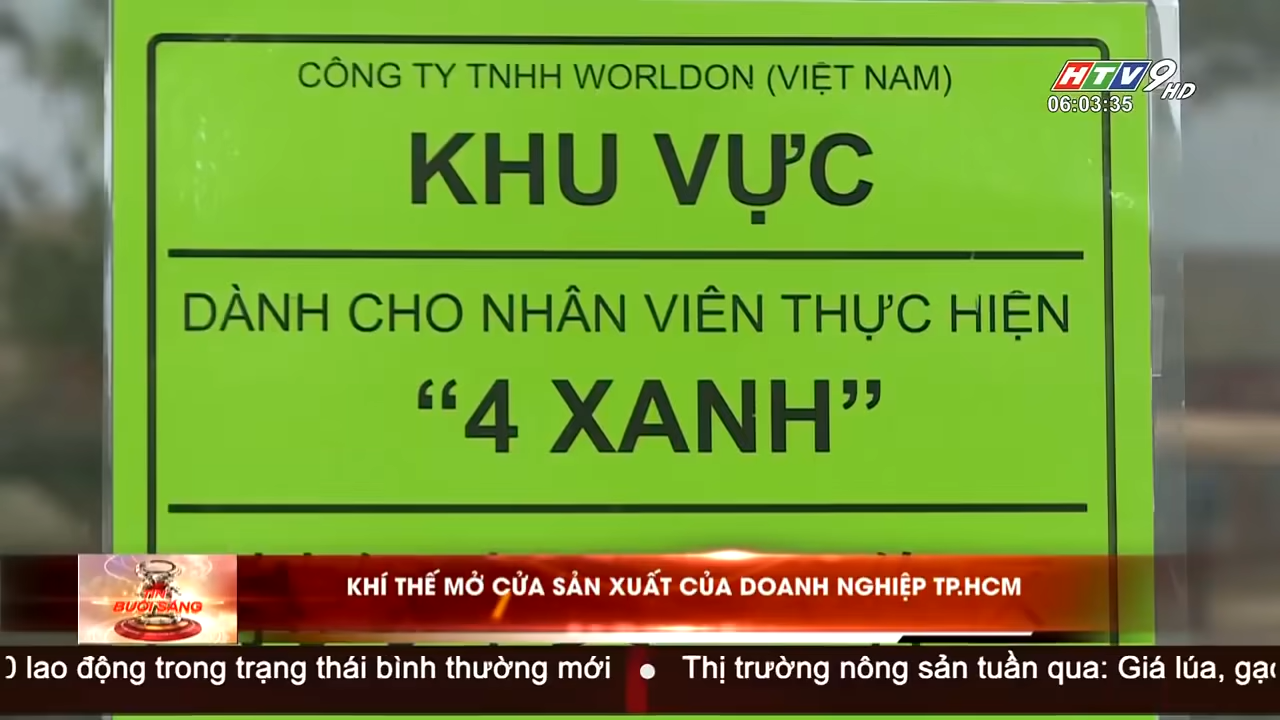 CÔNG TY TNHH WORLDON (VIỆT NAM)
HTV9 HD
06:03:35
KHU VỰC
DÀNH CHO NHÂN VIÊN THỰC HIỆN
“4 XANH”
KHÍ THẾ MỞ CỬA SẢN XUẤT CỦA DOANH NGHIỆP TP.HCM
TIN
BUỔI SÁNG
lao động trong trạng thái bình thường mới • Thị trường nông sản tuần qua: Giá lúa,